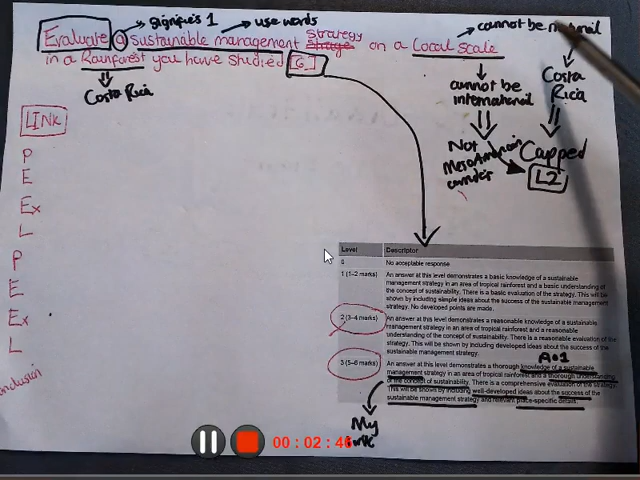 signifies 1
use words
cannot be national
Evaluate a sustainable management strategy on a Local scale
in a Rainforest you have studied [6]
Costa Rica
cannot be international
Costa Rica
Not MesoAmerican
Capped
L2
LINK
P
E
Ex
L
P
E
Ex
L
Level Descriptor
0 No acceptable response
1 (1-2 marks) An answer at this level demonstrates a basic knowledge of a sustainable
management strategy in an area of tropical rainforest and a basic understanding
of the concept of sustainability. There is a basic evaluation of the strategy. This will be
shown by including simple ideas about the success of the sustainable management
strategy. No developed points are made.
2 (3-4 marks) An answer at this level demonstrates a reasonable knowledge of a sustainable
management strategy in an area of tropical rainforest and a reasonable
understanding of the concept of sustainability. There is a reasonable evaluation of the
strategy. This will be shown by including developed ideas about the success of the
sustainable management strategy.
AO1
3 (5-6 marks) An answer at this level demonstrates a thorough knowledge of a sustainable
management strategy in an area of tropical rainforest and a thorough understanding
of the concept of sustainability. There is a comprehensive evaluation of the strategy.
This will be shown by including well-developed ideas about the success of the
sustainable management strategy and relevant place-specific details.
My
00:02:46